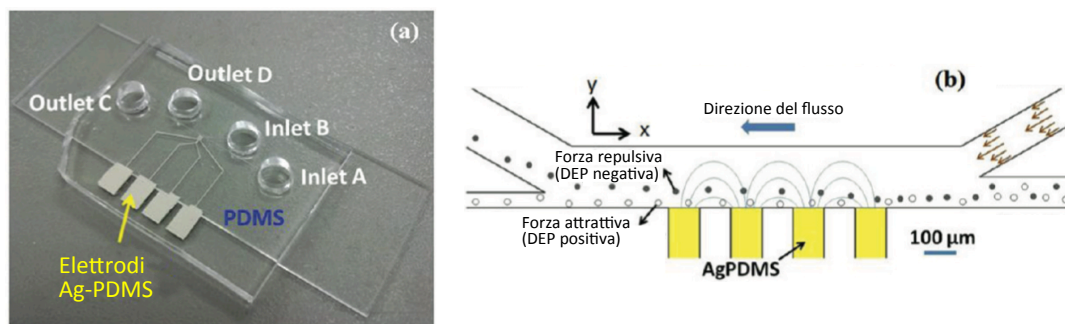 (a)
Outlet D
Outlet C
Inlet B
Inlet A
PDMS
Elettrodi
Ag-PDMS
(b)
y
x
Direzione del flusso
Forza repulsiva
(DEP negativa)
Forza attrattiva
(DEP positiva)
AgPDMS
100 μm